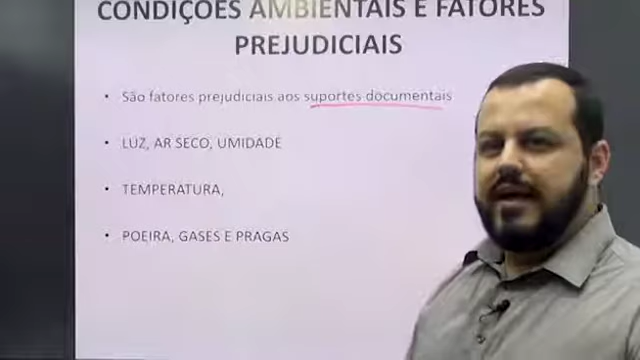 CONDIÇÕES AMBIENTAIS E FATORES
PREJUDICIAIS
• São fatores prejudiciais aos suportes documentais
• LUZ, AR SECO, UMIDADE
• TEMPERATURA,
• POEIRA, GASES E PRAGAS